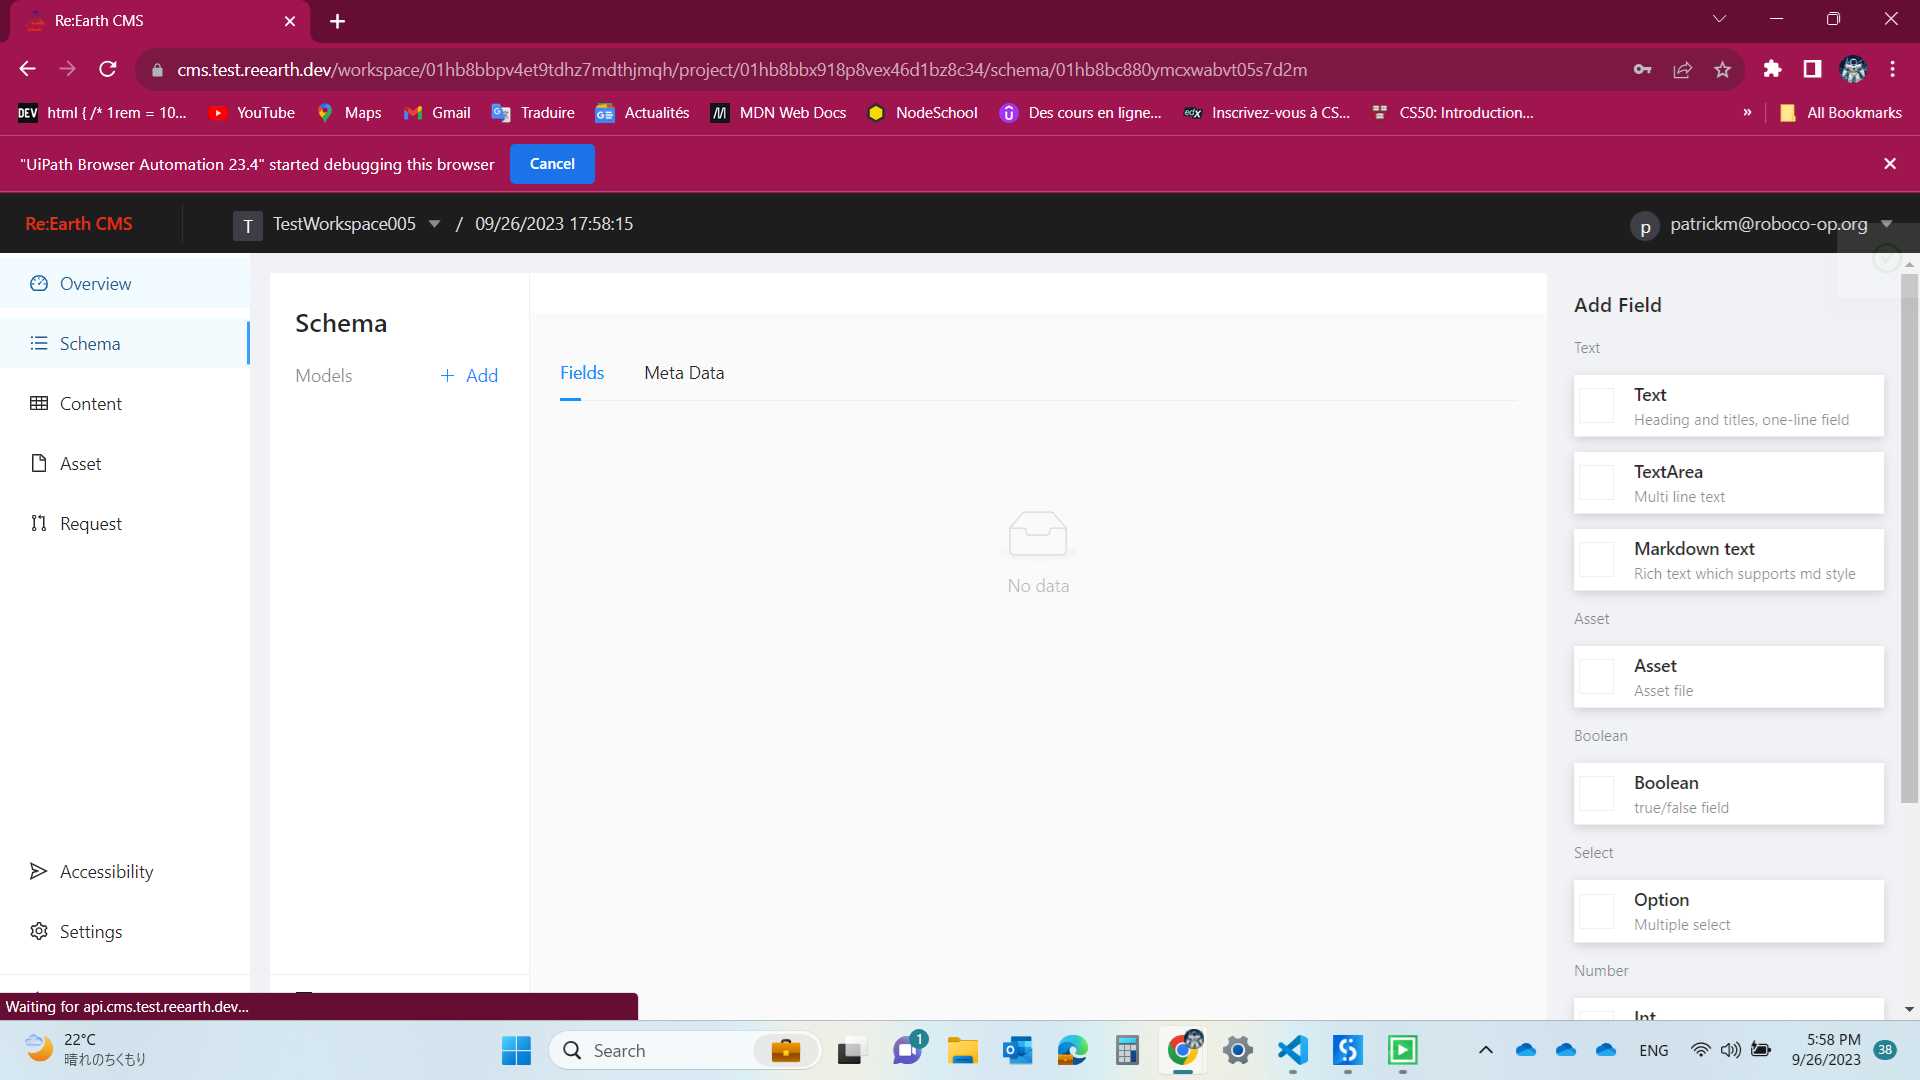 Re:Earth CMS
cms.test.reearth.dev/workspace/01hb8bbpv4et9tdhz7mdthjmqh/project/01hb8bbx918p8vex46d1bz8c34/schema/01hb8bc880ymcxwabvt05s7d2m
DEV html { /* 1rem = 10... YouTube Maps Gmail Traduire Actualités MDN Web Docs NodeSchool Des cours en ligne... edX Inscrivez-vous à CS... CS50: Introduction... » All Bookmarks
"UiPath Browser Automation 23.4" started debugging this browser Cancel
Re:Earth CMS T TestWorkspace005 / 09/26/2023 17:58:15 p patrickm@roboco-op.org
Overview
Schema
Content
Asset
Request
Accessibility
Settings
Schema
Models + Add
Fields Meta Data
No data
Add Field
Text
Text
Heading and titles, one-line field
TextArea
Multi line text
Markdown text
Rich text which supports md style
Asset
Asset
Asset file
Boolean
Boolean
true/false field
Select
Option
Multiple select
Number
Int
Waiting for api.cms.test.reearth.dev...
22°C
晴れのちくもり
Search
1
ENG
5:58 PM
9/26/2023
38